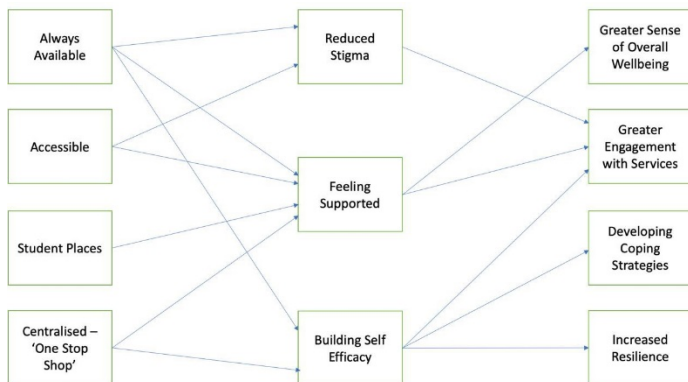 Always
Available
Accessible
Student Places
Centralised –
‘One Stop
Shop’
Reduced
Stigma
Feeling
Supported
Building Self
Efficacy
Greater Sense
of Overall
Wellbeing
Greater
Engagement
with Services
Developing
Coping
Strategies
Increased
Resilience